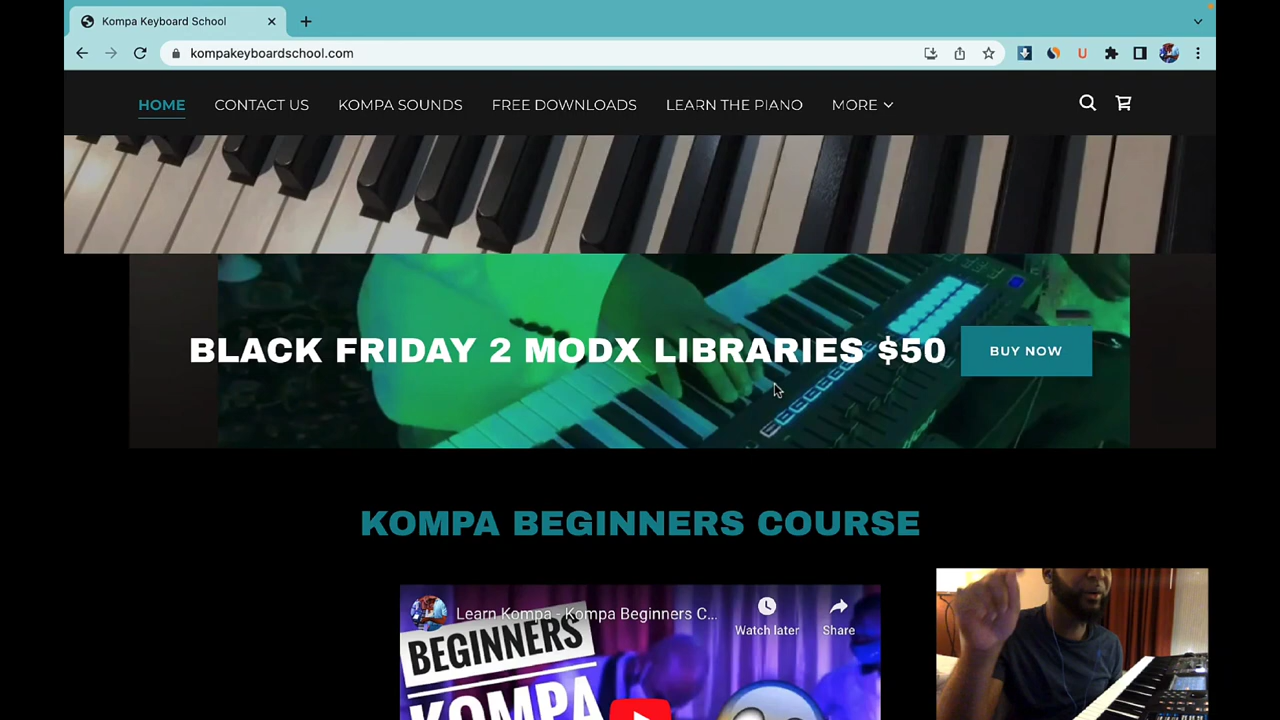 Kompa Keyboard School
kompakeyboardschool.com
HOME CONTACT US KOMPA SOUNDS FREE DOWNLOADS LEARN THE PIANO MORE
BLACK FRIDAY 2 MODX LIBRARIES $50 BUY NOW
KOMPA BEGINNERS COURSE
Learn Kompa - Kompa Beginners C...
Watch later Share
BEGINNERS
KOMPA